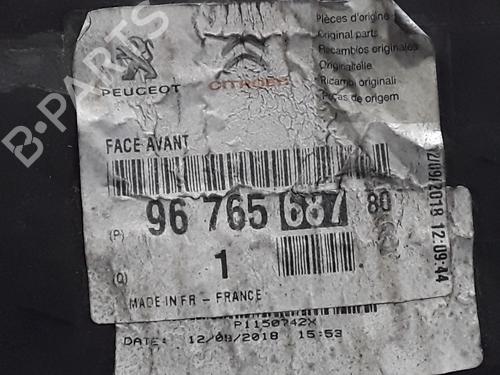 Pièces d'origine
Original parts
Recambios originales
Originalteile
Ricambi originali
Peças de origem
PEUGEOT CITROËN
FACE AVANT
(P) 96 765 687 80
(Q) 1
MADE IN FR - FRANCE
2/09/2018 12:09:44
P1150742X
DATE: 12/09/2018 15:53
B-PARTS